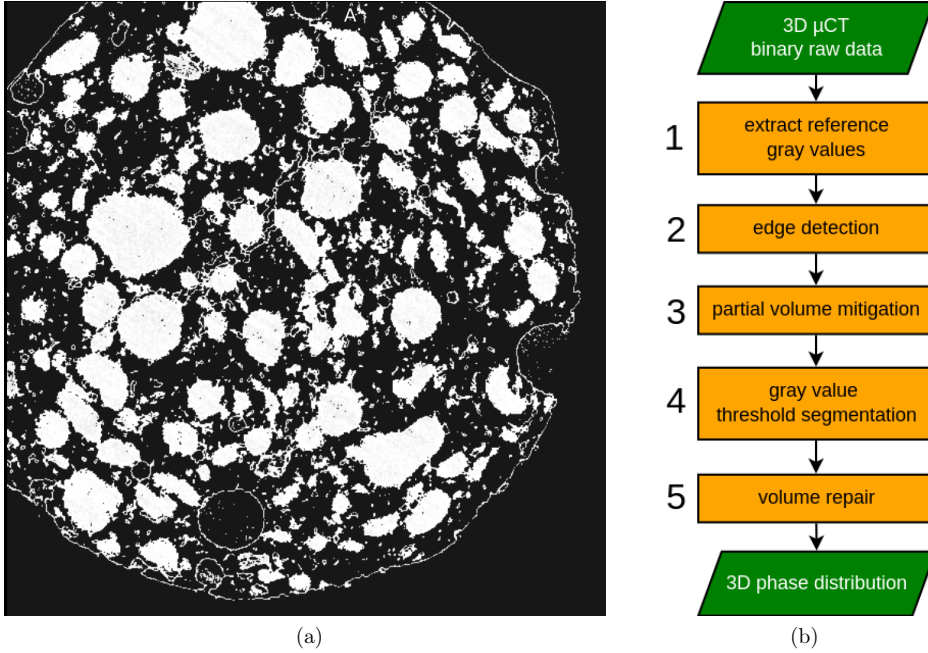 A
3D µCT
binary raw data
1
extract reference
gray values
2
edge detection
3
partial volume mitigation
4
gray value
threshold segmentation
5
volume repair
3D phase distribution
(a)
(b)